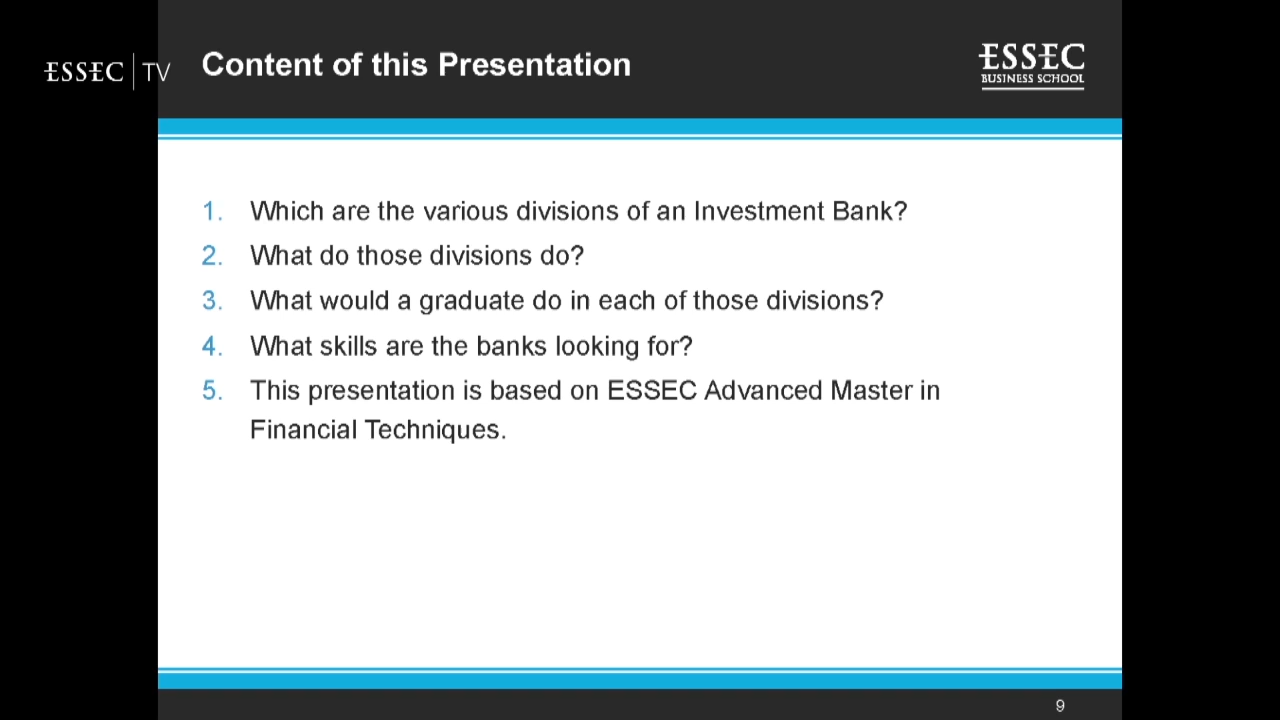 ESSEC | TV
Content of this Presentation
ESSEC
BUSINESS SCHOOL
1. Which are the various divisions of an Investment Bank?
2. What do those divisions do?
3. What would a graduate do in each of those divisions?
4. What skills are the banks looking for?
5. This presentation is based on ESSEC Advanced Master in
Financial Techniques.
9